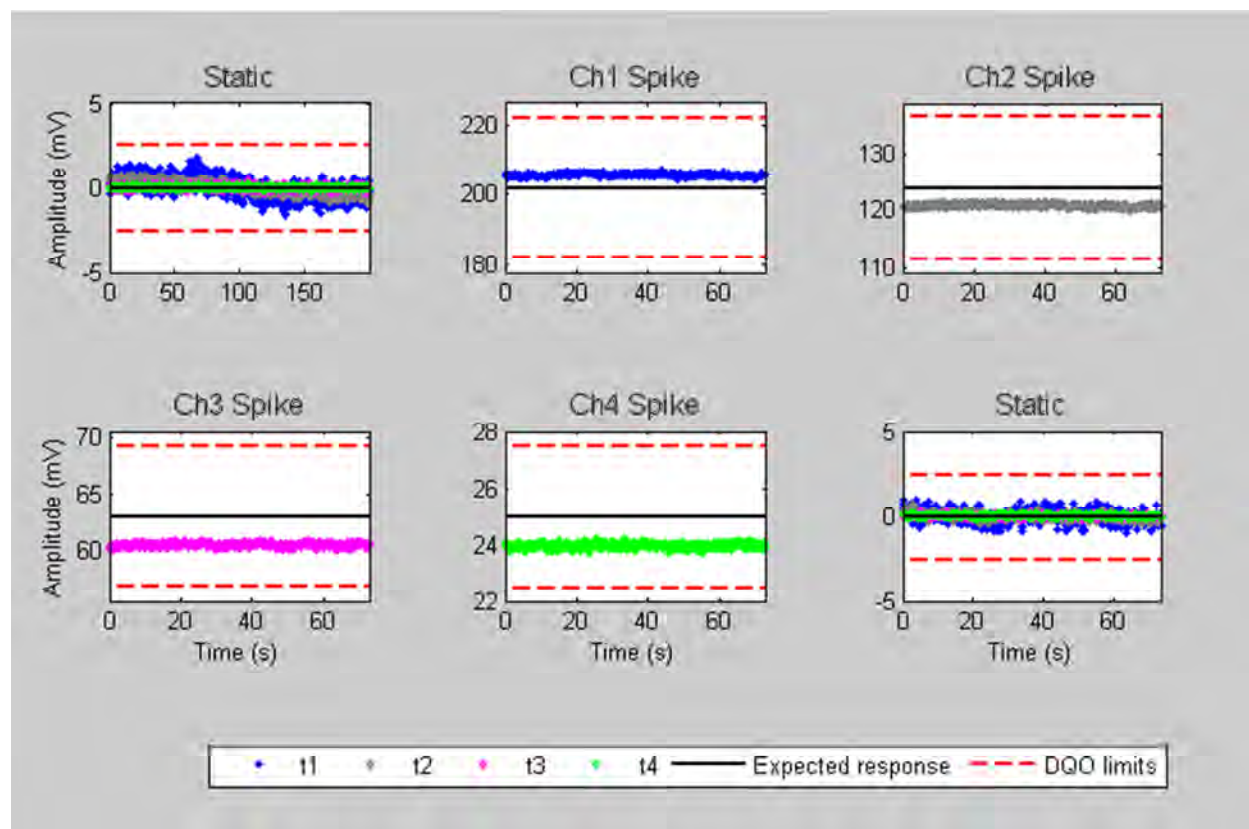 Static
Ch1 Spike
Ch2 Spike
Amplitude (mV)
5
0
-5
0 50 100 150
220
200
180
0 20 40 60
130
120
110
0 20 40 60
Ch3 Spike
Ch4 Spike
Static
Amplitude (mV)
70
65
60
0 20 40 60
Time (s)
28
26
24
22
0 20 40 60
Time (s)
5
0
-5
0 20 40 60
Time (s)
t1 t2 t3 t4 Expected response DQO limits